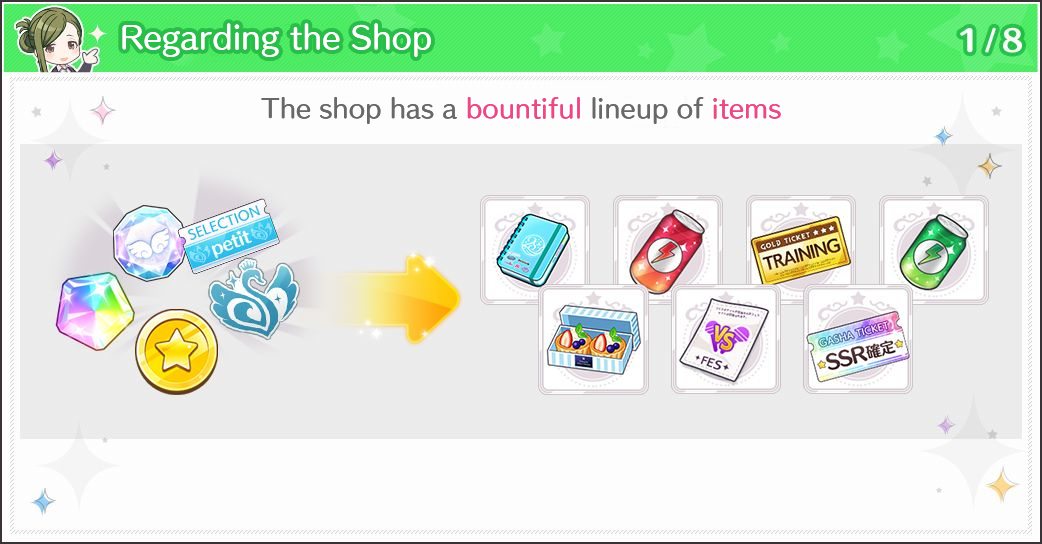 Regarding the Shop
1/8
The shop has a bountiful lineup of items
SELECTION
petit
GOLD TICKET ★★★
TRAINING
VS
FES
GASHA TICKET
SSR確定